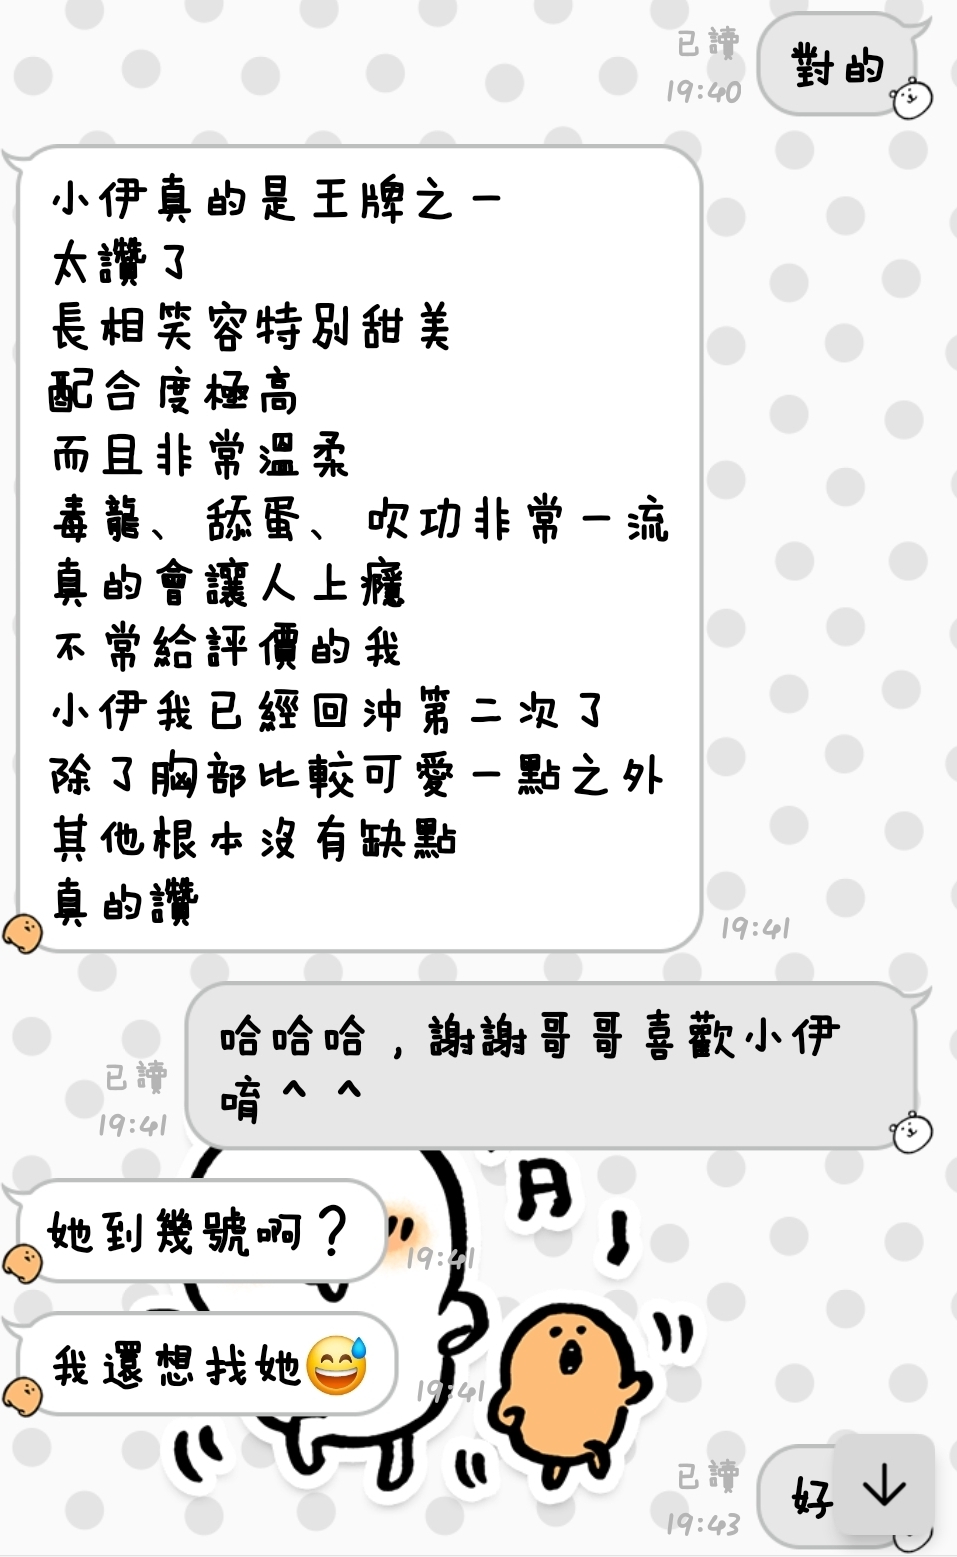 對的
已讀
19:40
小伊真的是王牌之一
太讚了
長相笑容特別甜美
配合度極高
而且非常溫柔
毒龍、舔蛋、吹功非常一流
真的會讓人上癮
不常給評價的我
小伊我已經回沖第二次了
除了胸部比較可愛一點之外
其他根本沒有缺點
真的讚
19:41
哈哈哈，謝謝哥哥喜歡小伊
唷^ ^
已讀
19:41
她到幾號啊？
19:41
我還想找她😅
19:41
好
已讀
19:43